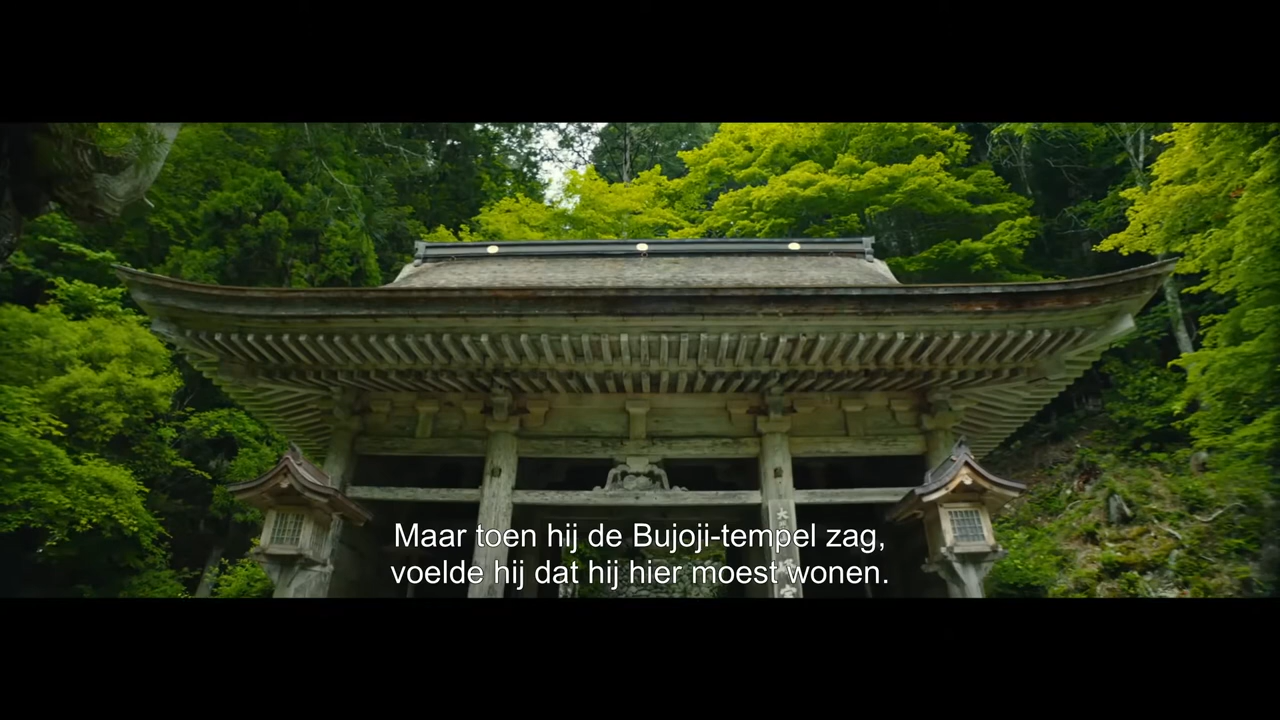 Maar toen hij de Bujoji-tempel zag,
voelde hij dat hij hier moest wonen.